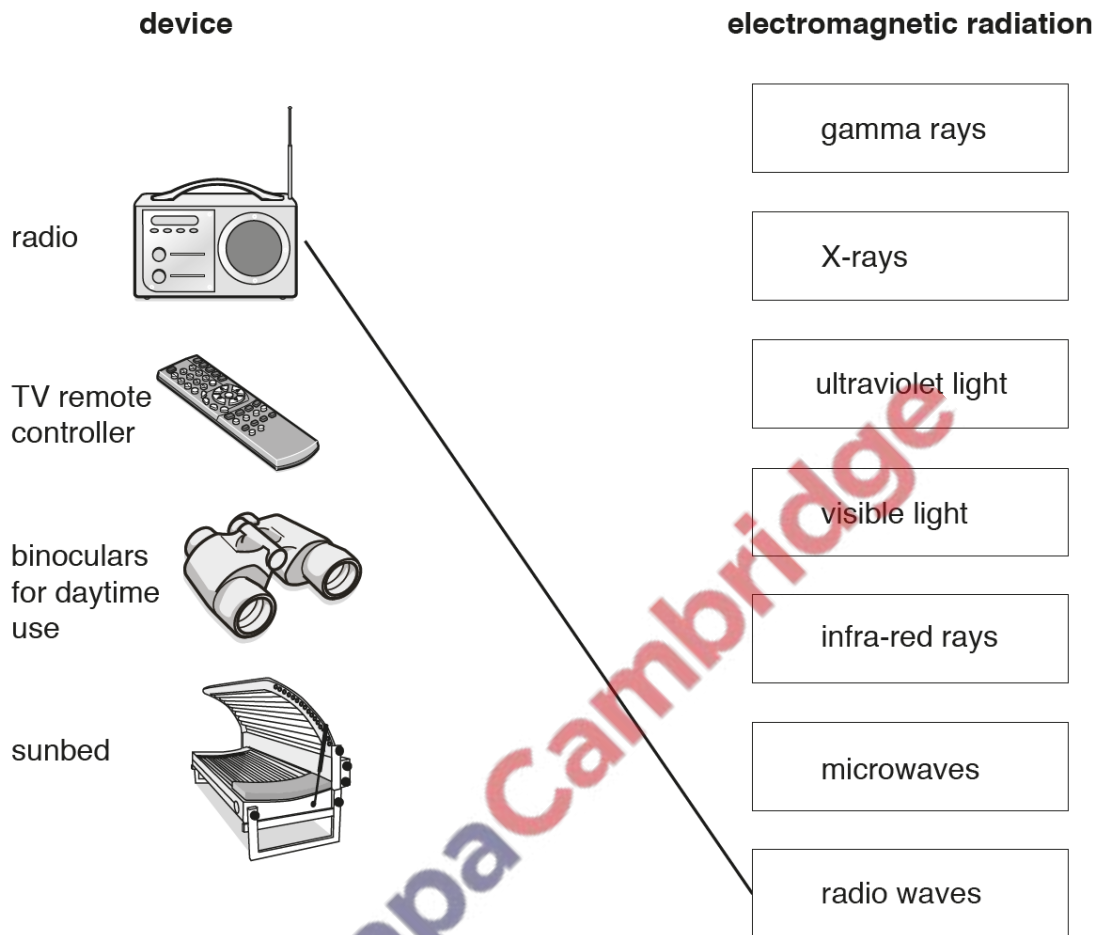 device
electromagnetic radiation
gamma rays
radio
X-rays
TV remote
controller
ultraviolet light
binoculars
for daytime
use
visible light
infra-red rays
sunbed
microwaves
radio waves
paCambridge